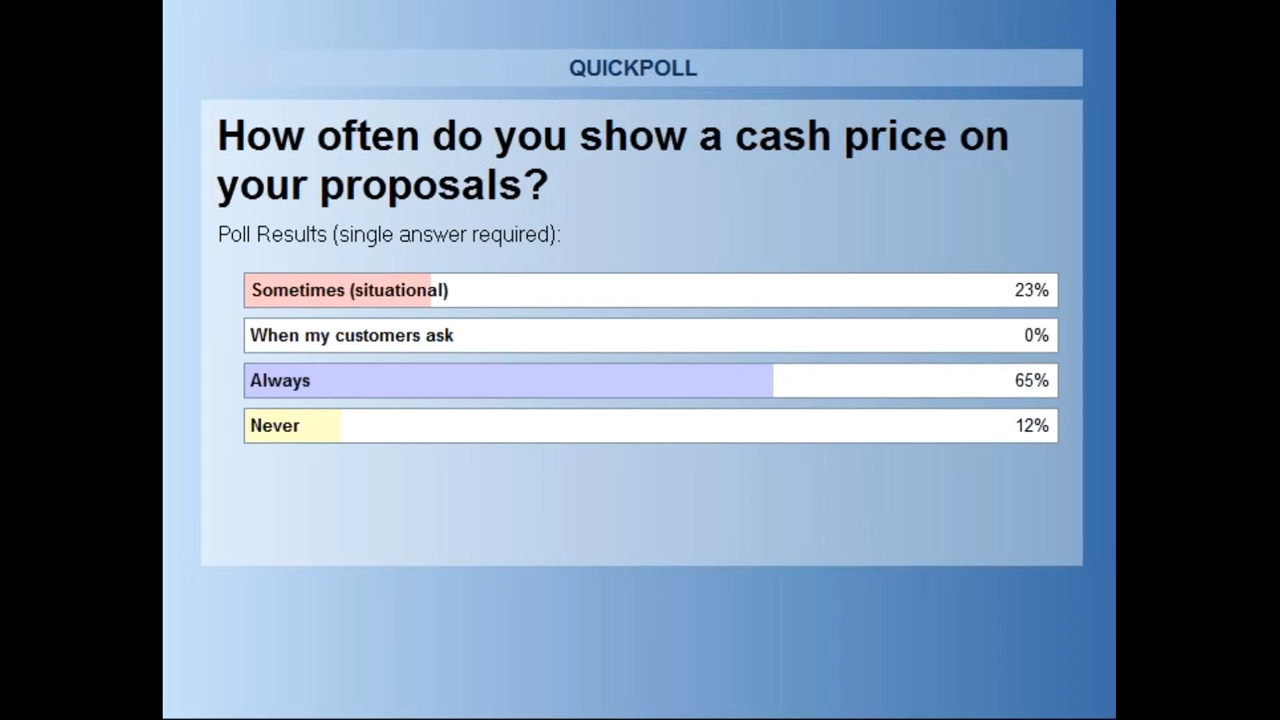 QUICKPOLL
How often do you show a cash price on
your proposals?
Poll Results (single answer required):
Sometimes (situational) 23%
When my customers ask 0%
Always 65%
Never 12%